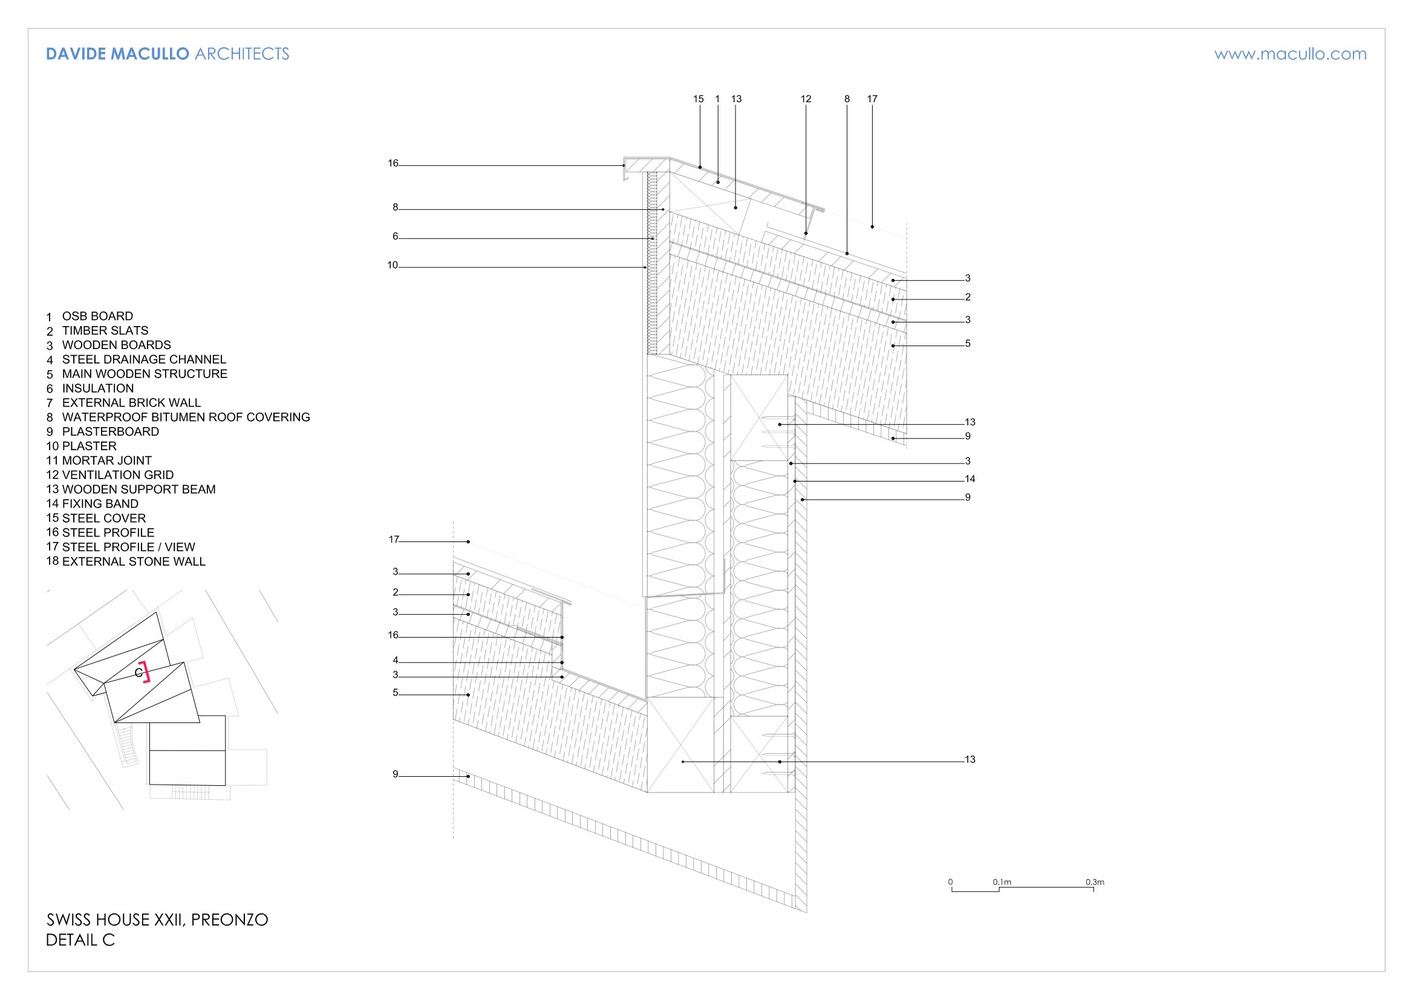 DAVIDE MACULLO ARCHITECTS
www.macullo.com
15 1 13 12 8 17
16
8
6
10
3
2
3
5
13
9
3
14
9
1 OSB BOARD
2 TIMBER SLATS
3 WOODEN BOARDS
4 STEEL DRAINAGE CHANNEL
5 MAIN WOODEN STRUCTURE
6 INSULATION
7 EXTERNAL BRICK WALL
8 WATERPROOF BITUMEN ROOF COVERING
9 PLASTERBOARD
10 PLASTER
11 MORTAR JOINT
12 VENTILATION GRID
13 WOODEN SUPPORT BEAM
14 FIXING BAND
15 STEEL COVER
16 STEEL PROFILE
17 STEEL PROFILE / VIEW
18 EXTERNAL STONE WALL
17
3
2
3
16
4
3
5
9
13
C
0 0.1m 0.3m
SWISS HOUSE XXII, PREONZO
DETAIL C